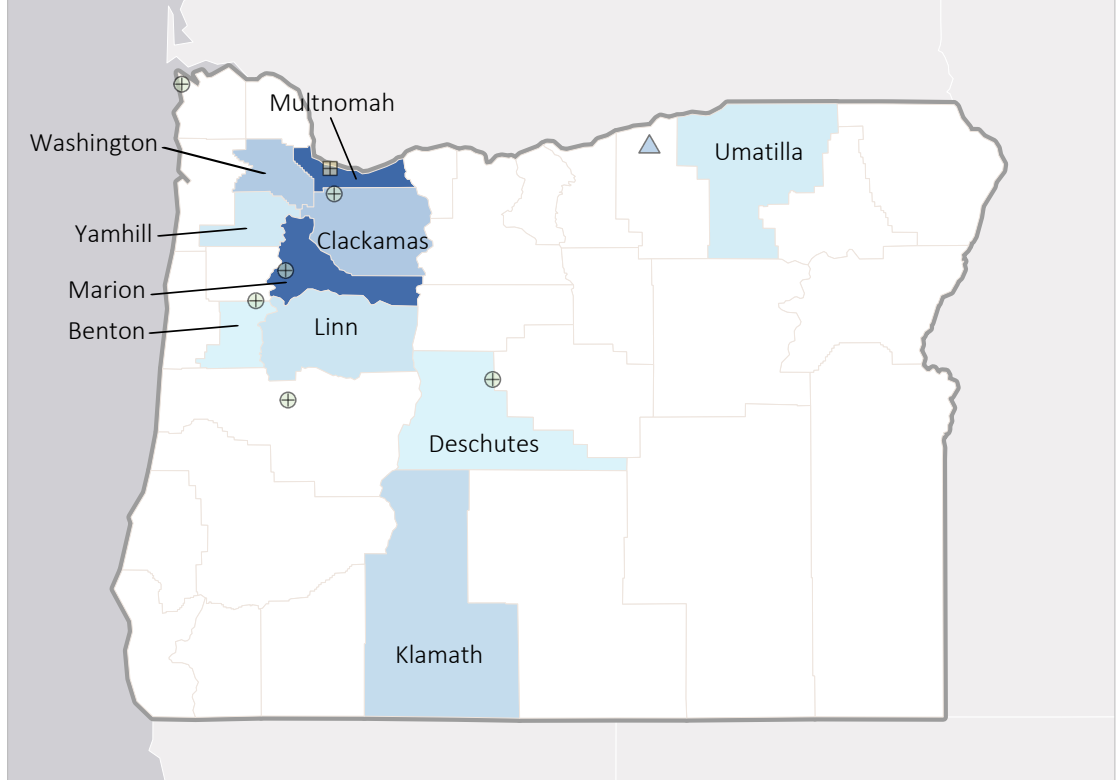 Multnomah
Washington
Umatilla
Yamhill
Clackamas
Marion
Linn
Benton
Deschutes
Klamath